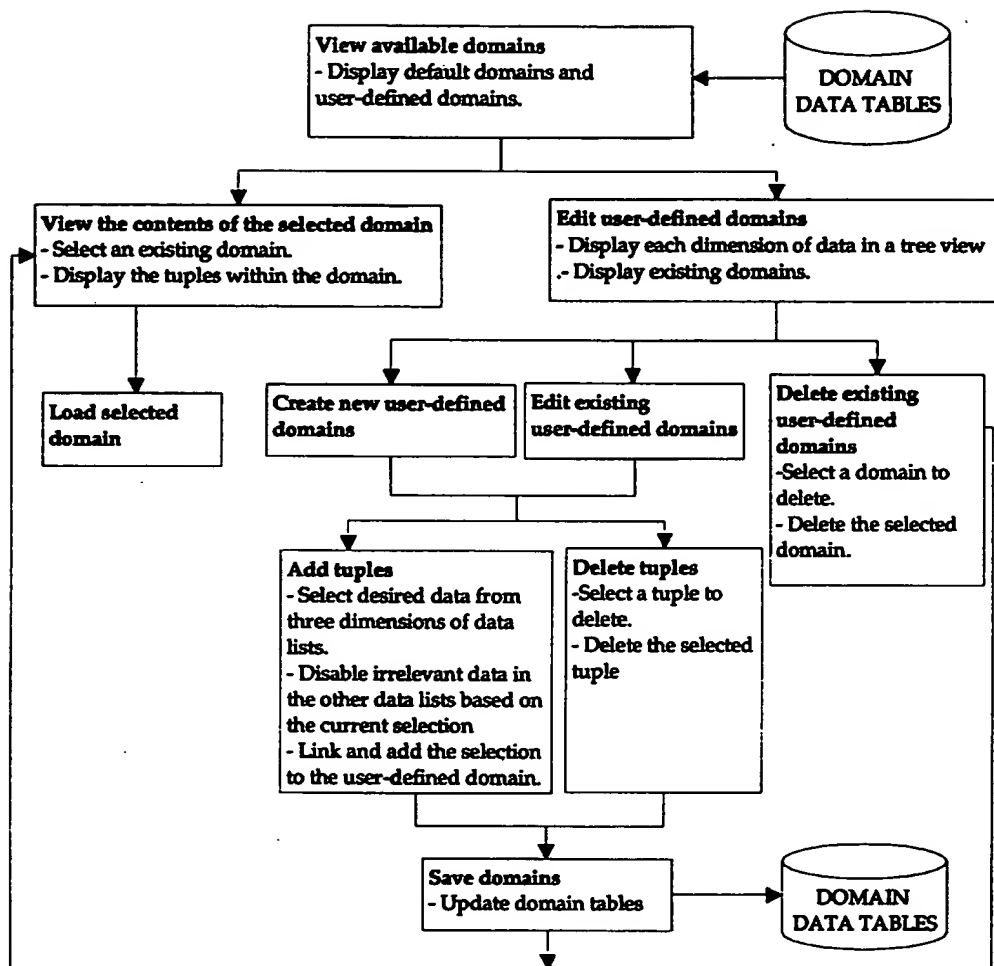 View available domains
- Display default domains and
user-defined domains.
DOMAIN
DATA TABLES
View the contents of the selected domain
- Select an existing domain.
- Display the tuples within the domain.
Edit user-defined domains
- Display each dimension of data in a tree view
.- Display existing domains.
Load selected
domain
Create new user-defined
domains
Edit existing
user-defined domains
Delete existing
user-defined
domains
-Select a domain to
delete.
- Delete the selected
domain.
Add tuples
- Select desired data from
three dimensions of data
lists.
- Disable irrelevant data in
the other data lists based on
the current selection
- Link and add the selection
to the user-defined domain.
Delete tuples
-Select a tuple to
delete.
- Delete the selected
tuple
Save domains
- Update domain tables
DOMAIN
DATA TABLES